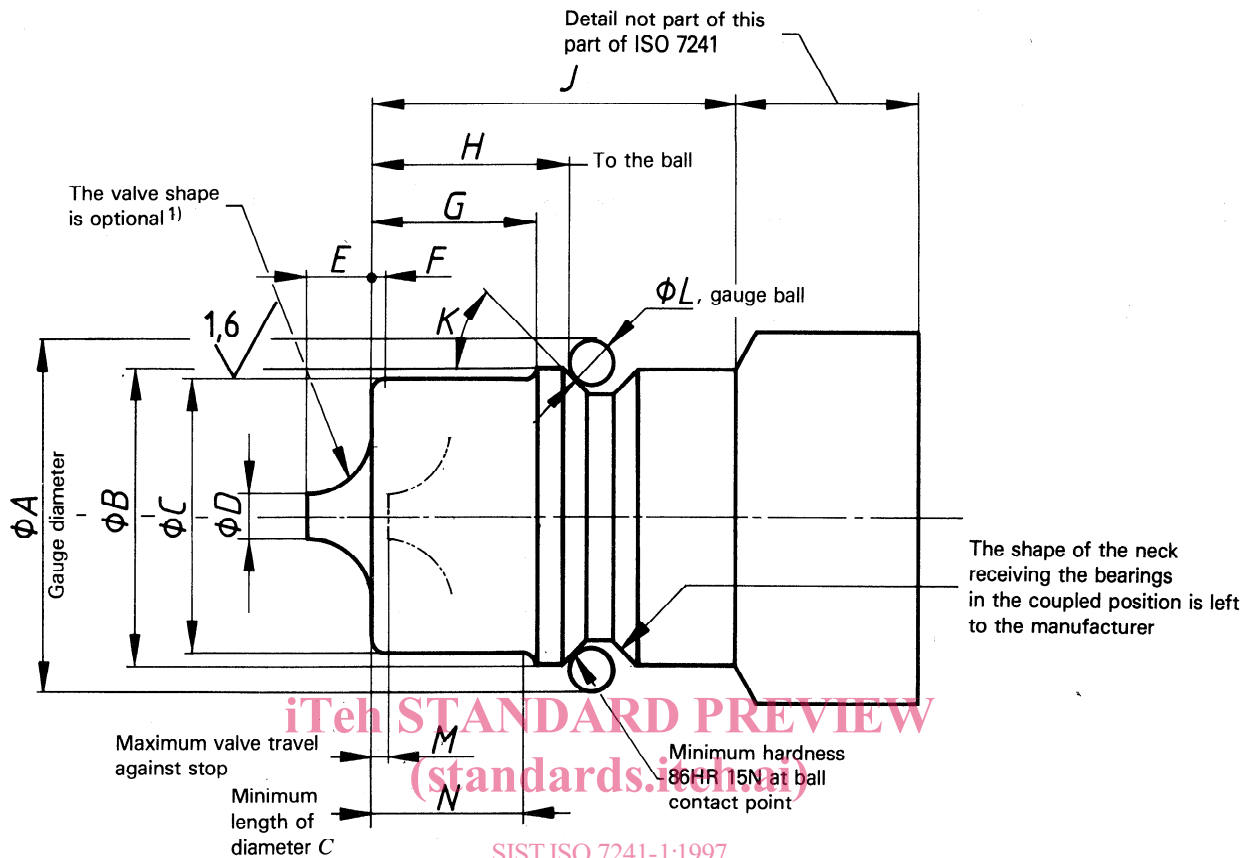 Detail not part of this
part of ISO 7241
J
H
To the ball
The valve shape
is optional 1)
G
E
F
ϕL, gauge ball
K
1,6
ϕA
Gauge diameter
ϕB
ϕC
ϕD
The shape of the neck
receiving the bearings
in the coupled position is left
to the manufacturer
iTeh STANDARD PREVIEW
(standards.iteh.ai)
Maximum valve travel
against stop
M
Minimum hardness
86HR 15N at ball
contact point
Minimum
length of
diameter C
N
SIST ISO 7241-1:1997